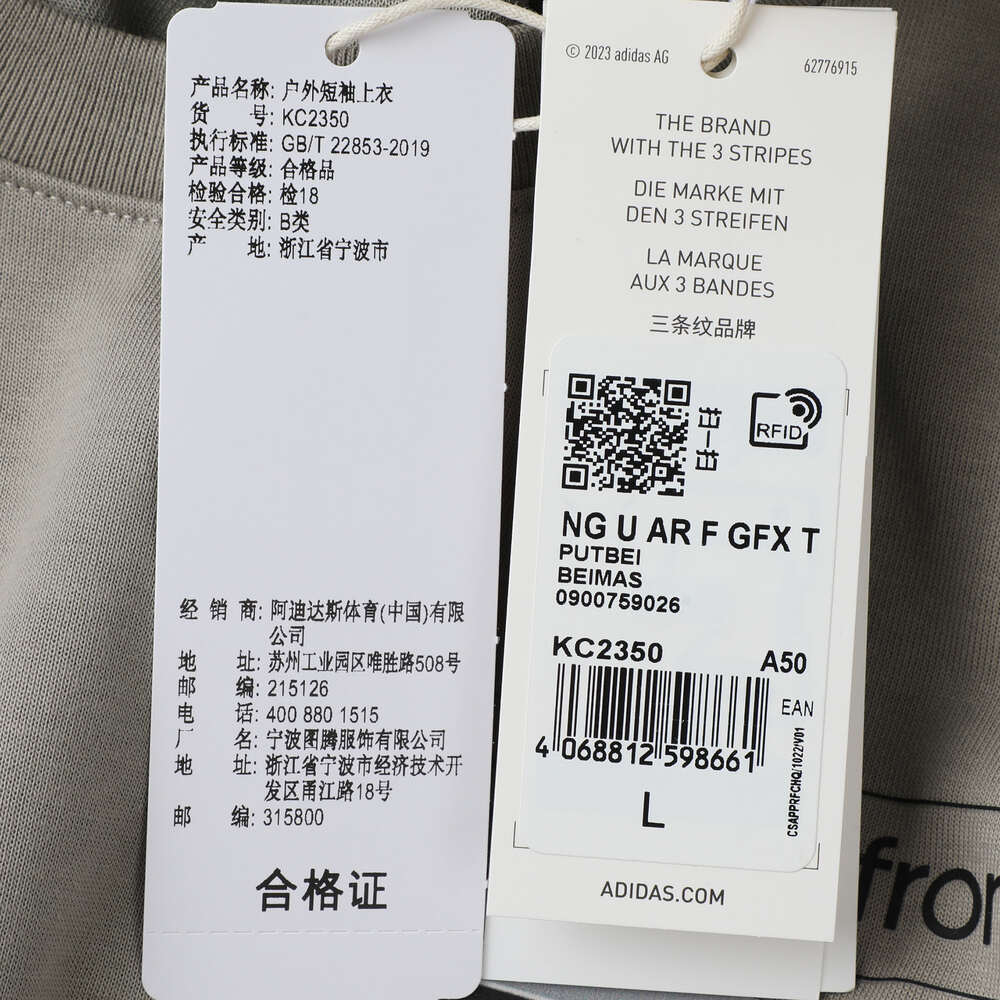 产品名称: 户外短袖上衣
货 号: KC2350
执行标准: GB/T 22853-2019
产品等级: 合格品
检验合格: 检18
安全类别: B类
产 地: 浙江省宁波市
经 销 商: 阿迪达斯体育(中国)有限
公司
地 址: 苏州工业园区唯胜路508号
邮 编: 215126
电 话: 400 880 1515
厂 名: 宁波图腾服饰有限公司
地 址: 浙江省宁波市经济技术开
发区甬江路18号
邮 编: 315800
合格证
© 2023 adidas AG
62776915
THE BRAND
WITH THE 3 STRIPES
DIE MARKE MIT
DEN 3 STREIFEN
LA MARQUE
AUX 3 BANDES
三条纹品牌
RFID
NG U AR F GFX T
PUTBEI
BEIMAS
0900759026
KC2350
A50
EAN
4 068812 598661
L
CSAPPRFCHQ/1022/V01
ADIDAS.COM